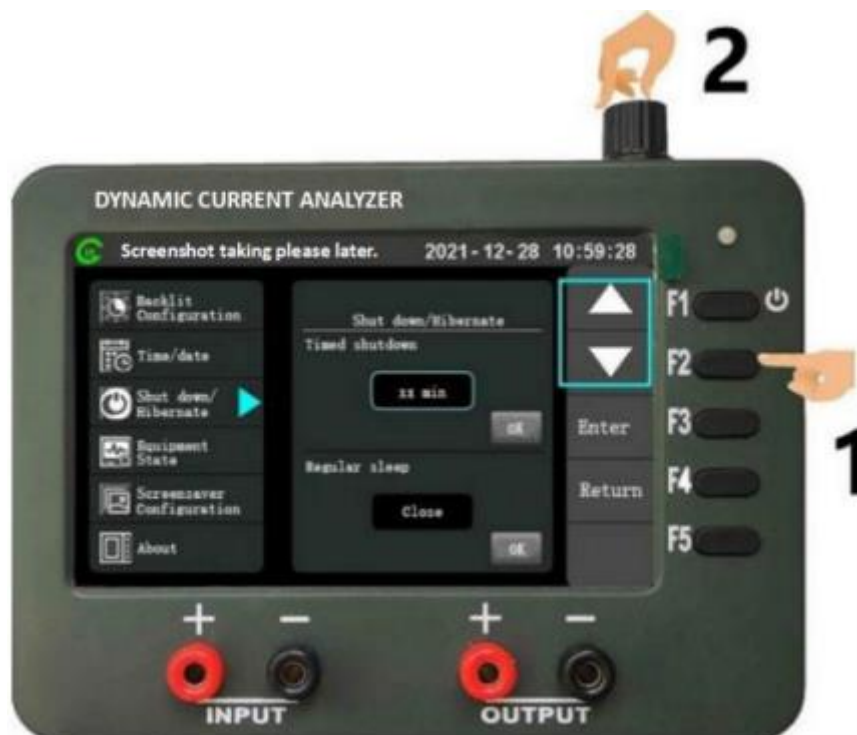 2
DYNAMIC CURRENT ANALYZER
Screenshot taking please later. 2021-12-28 10:59:28
Backlit
Configuration
Time/date
Shut down/
Hibernate
Equipment
State
Screensaver
Configuration
About
Shut down/Hibernate
Timed shutdown
xx min
OK
Regular sleep
Close
OK
Enter
Return
F1
F2
F3
F4
F5
1
+ − + −
INPUT OUTPUT